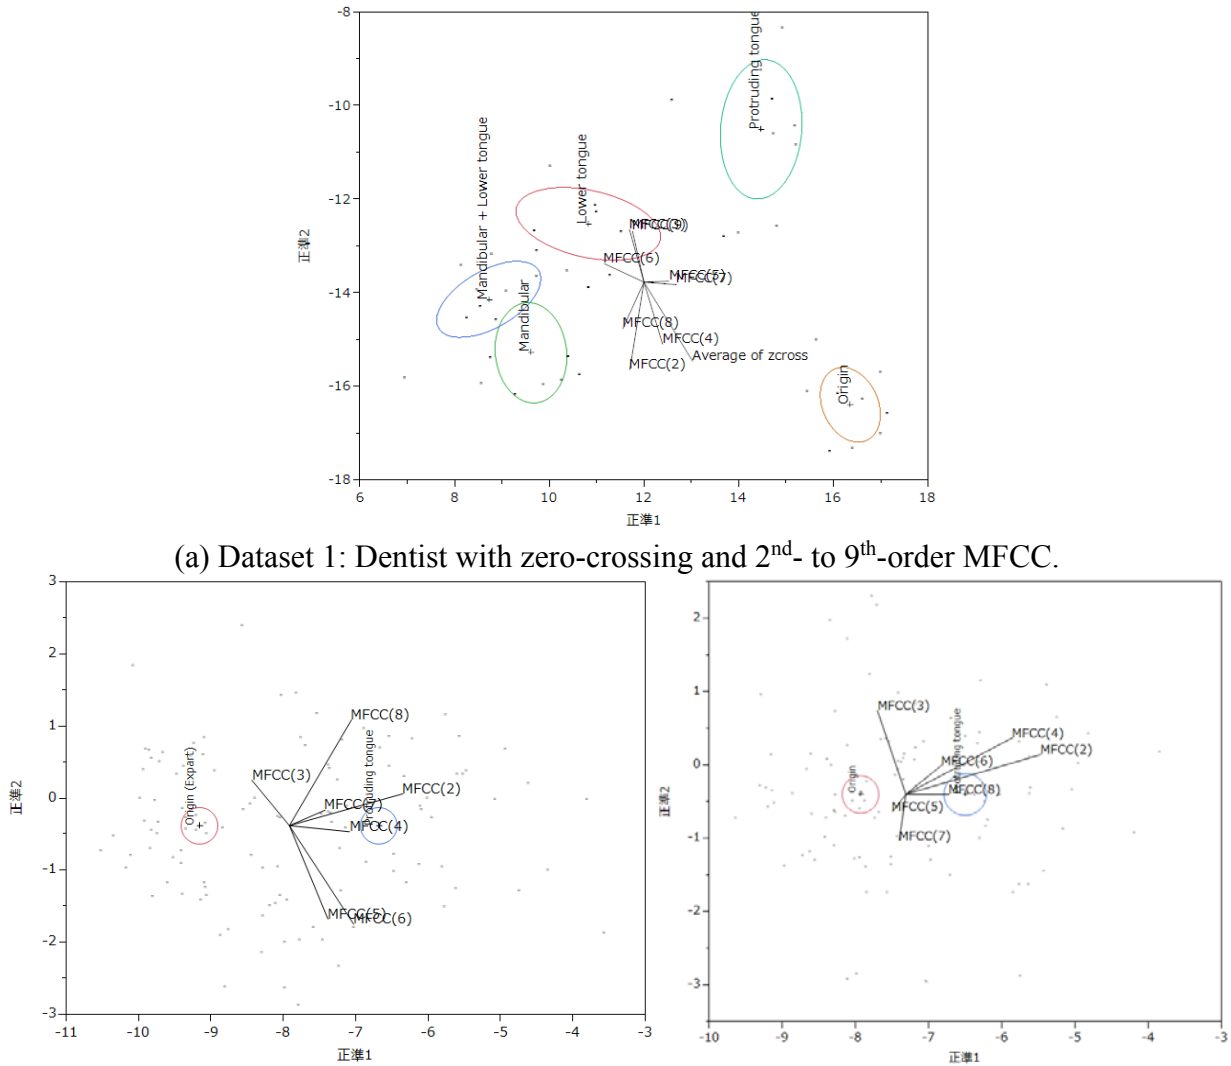 -8
-10
-12
-14
-16
-18
正準2
Mandibular + Lower tongue
Lower tongue
Protruding tongue
Mandibular
Origin
MFCC(3)
MFCC(9)
MFCC(6)
MFCC(5)
MFCC(7)
MFCC(8)
MFCC(4)
MFCC(2)
Average of zcross
6 8 10 12 14 16 18
正準1
(a) Dataset 1: Dentist with zero-crossing and 2nd- to 9th-order MFCC.
3
2
1
0
-1
-2
-3
正準2
Origin (Expart)
Protruding tongue
MFCC(8)
MFCC(3)
MFCC(2)
MFCC(7)
MFCC(4)
MFCC(5)
MFCC(6)
-11 -10 -9 -8 -7 -6 -5 -4 -3
正準1
2
1
0
-1
-2
-3
正準2
Origin
Protruding tongue
MFCC(3)
MFCC(4)
MFCC(2)
MFCC(6)
MFCC(8)
MFCC(5)
MFCC(7)
-10 -9 -8 -7 -6 -5 -4 -3
正準1